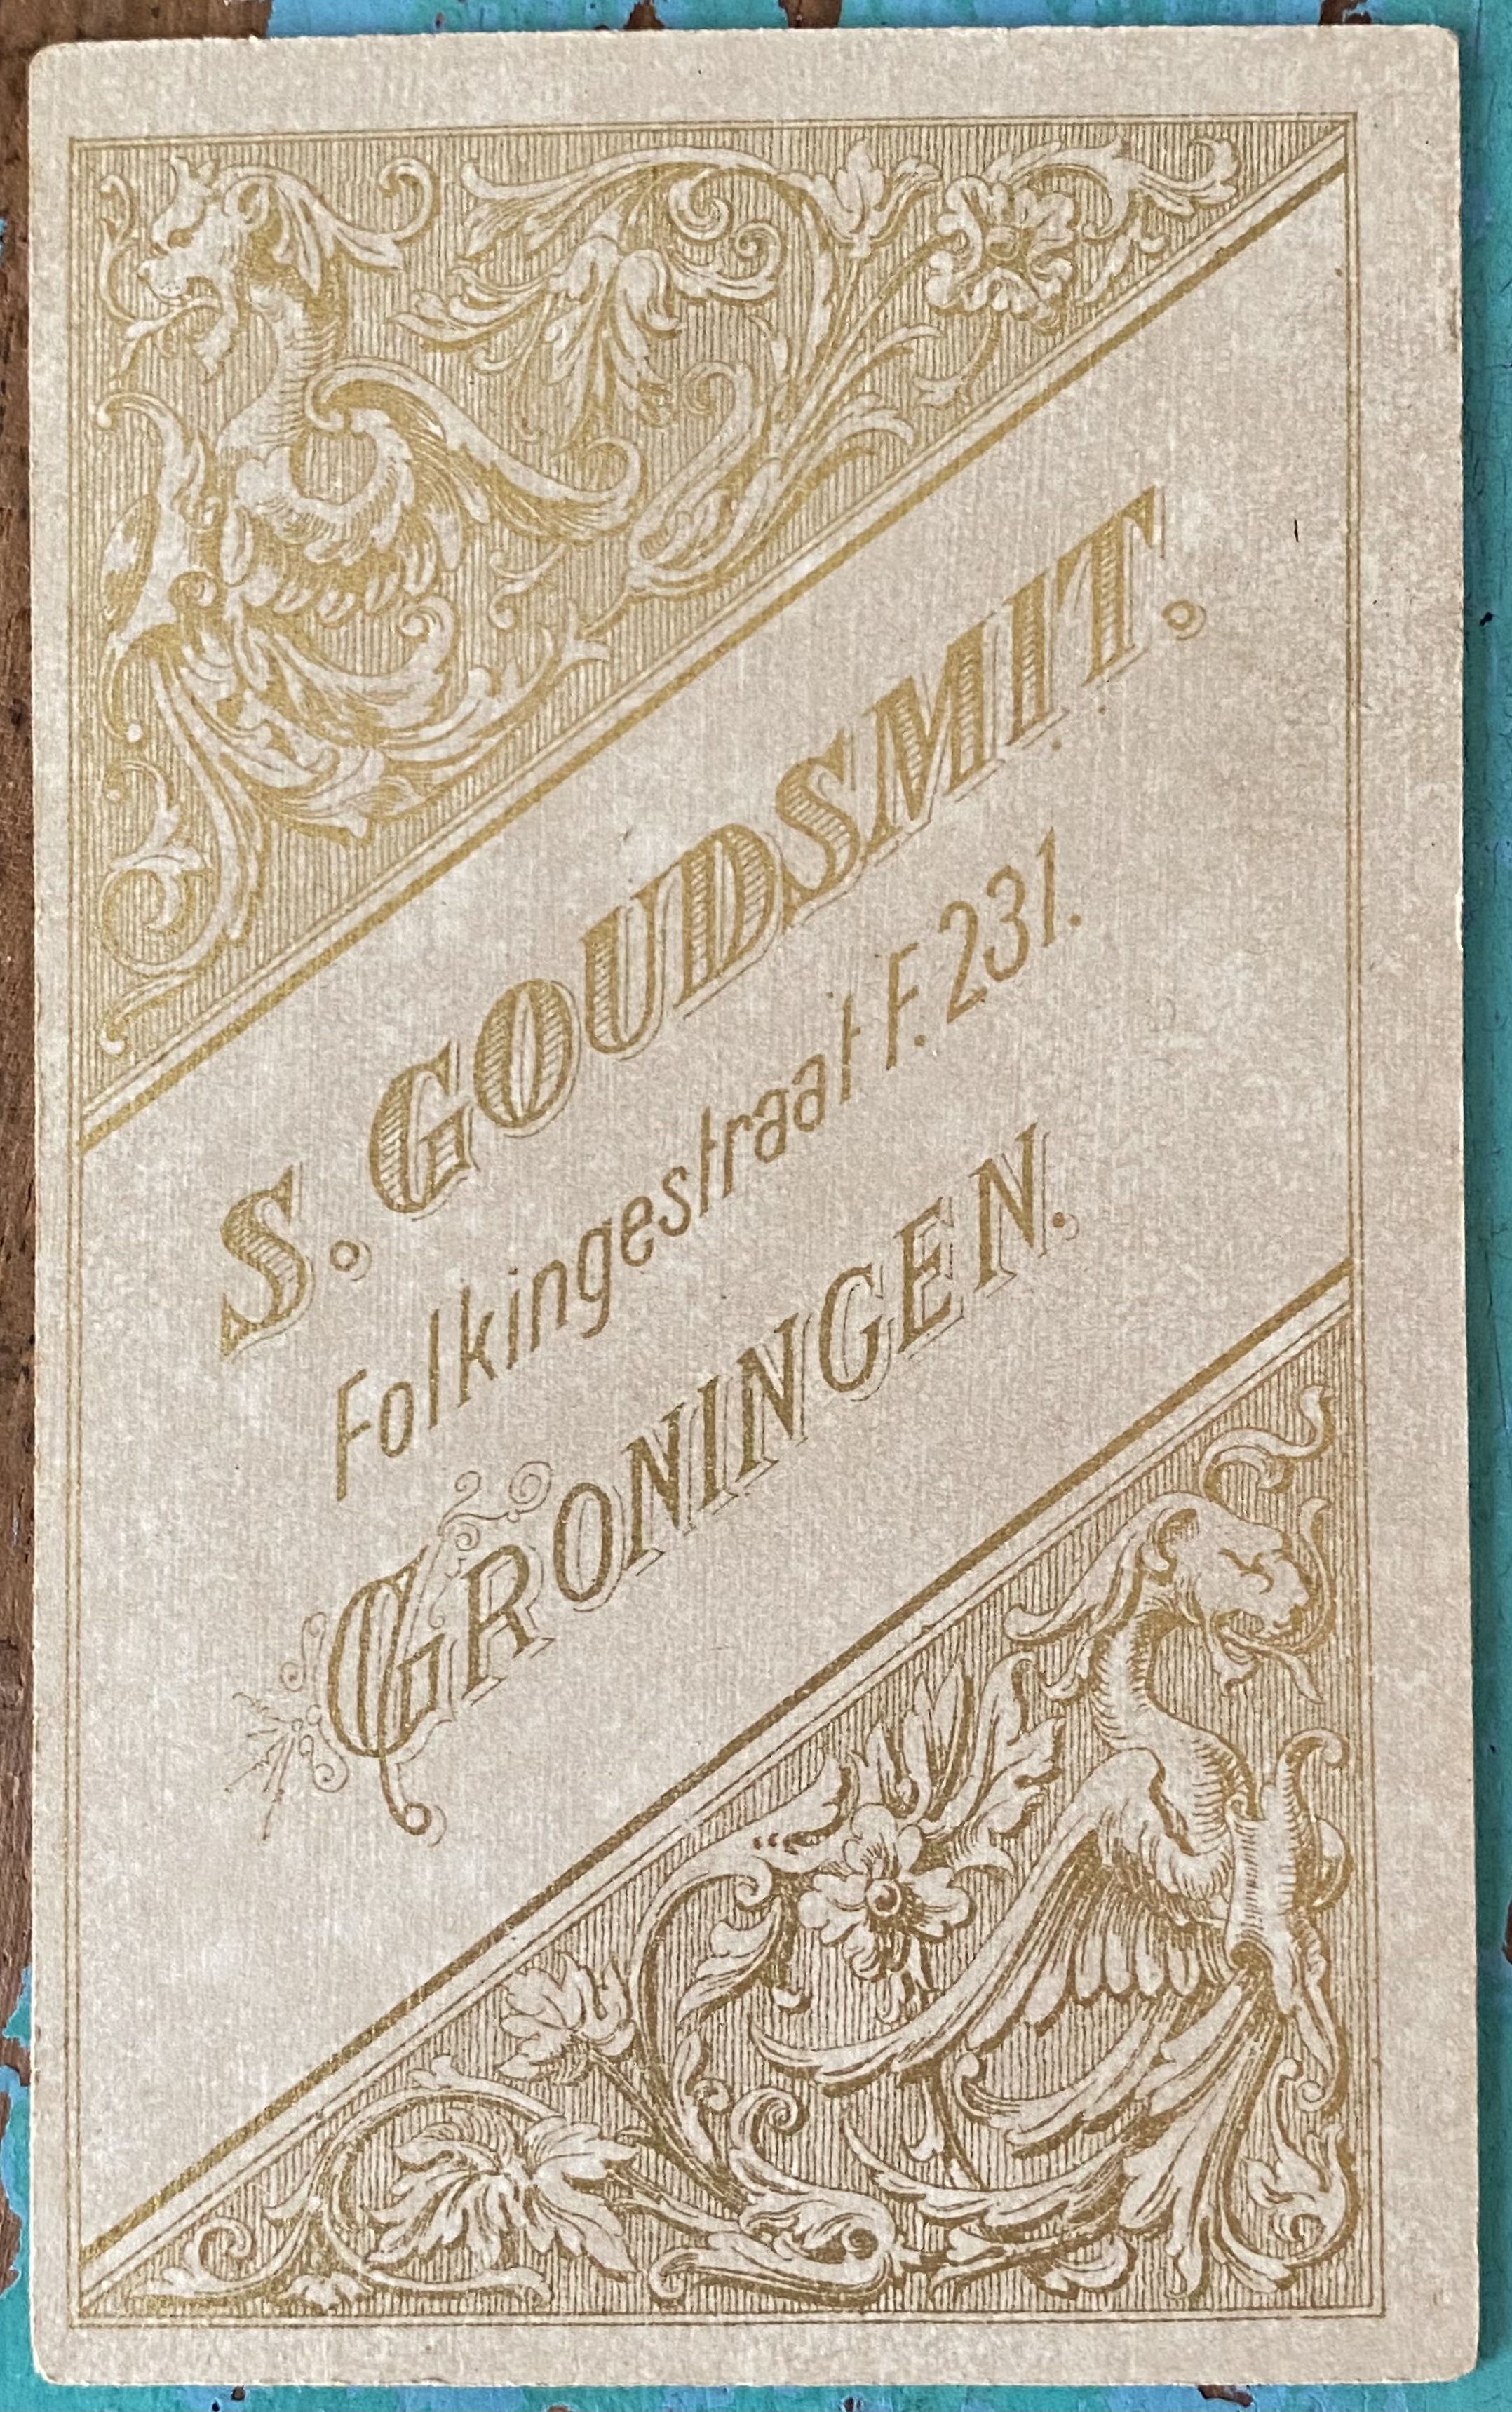 S. GOUDSMIT.
Folkingestraat F. 231.
GRONINGEN.